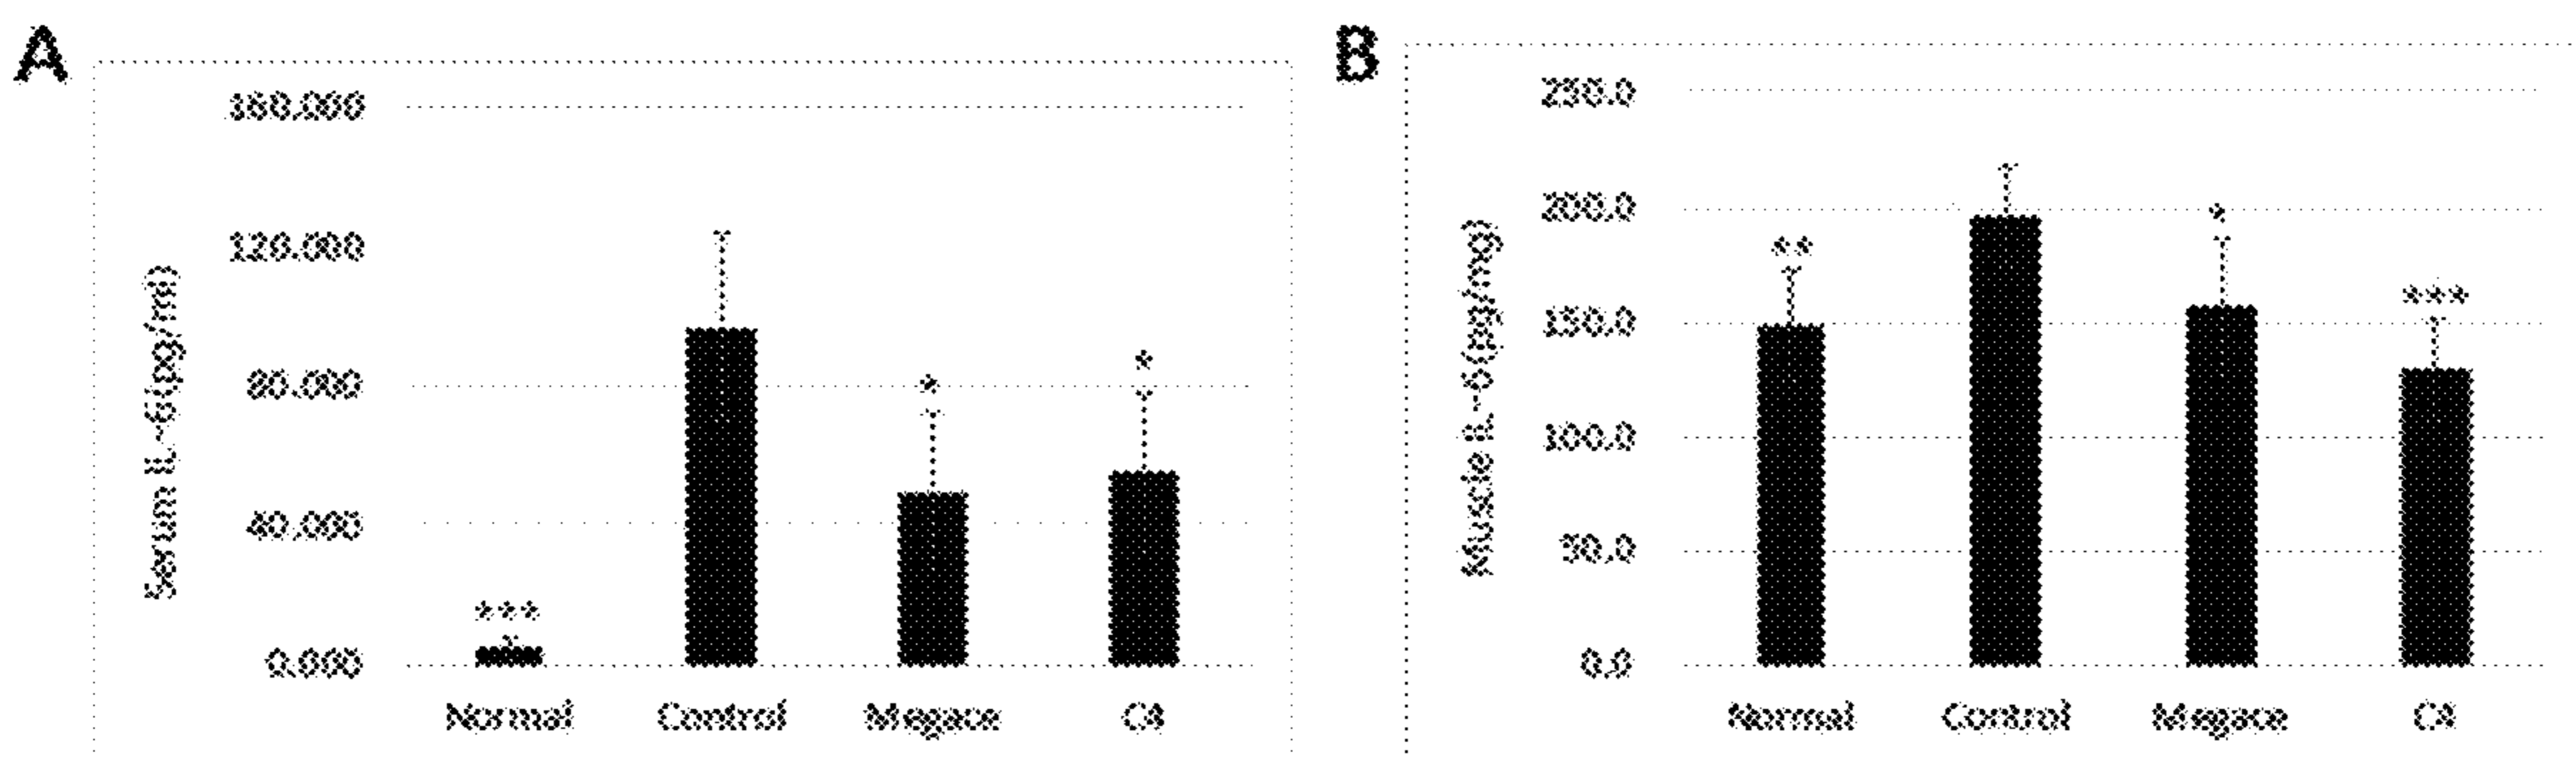 A
160.000
120.000
80.000
40.000
0.000
Serum IL-6(pg/ml)
***
*
*
Normal Control Megace C4
B
250.0
200.0
150.0
100.0
50.0
0.0
Muscle IL-6(pg/mg)
**
*
***
Normal Control Megace C4